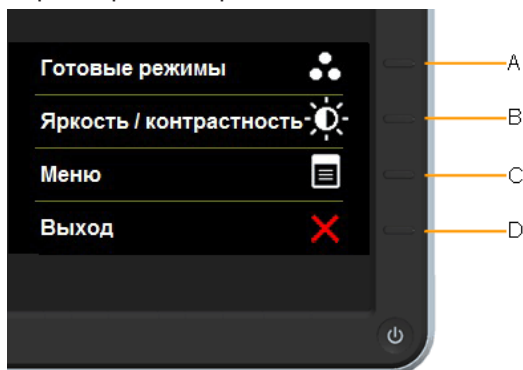 Готовые режимы
A
Яркость / контрастность
B
Меню
C
Выход
D